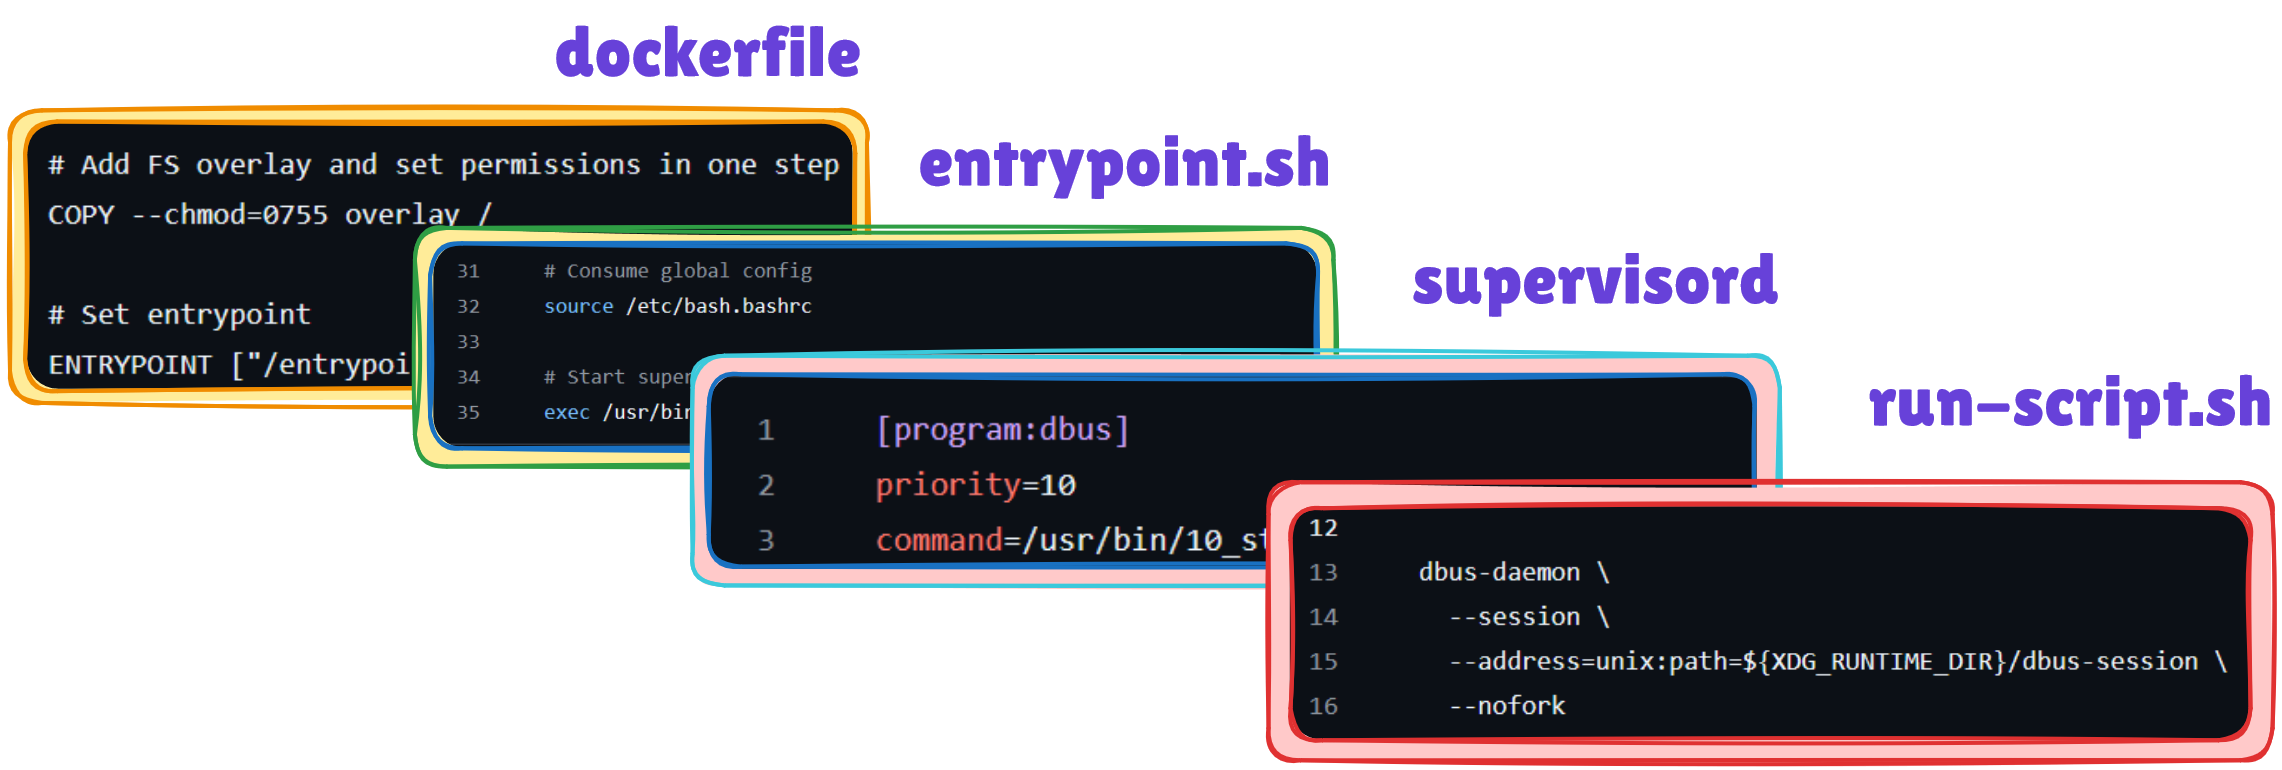 dockerfile
# Add FS overlay and set permissions in one step
COPY --chmod=0755 overlay /
# Set entrypoint
ENTRYPOINT ["/entrypoi
entrypoint.sh
31 # Consume global config
32 source /etc/bash.bashrc
33
34 # Start super
35 exec /usr/bin
supervisord
1 [program:dbus]
2 priority=10
3 command=/usr/bin/10_st
run-script.sh
12
13 dbus-daemon \
14 --session \
15 --address=unix:path=${XDG_RUNTIME_DIR}/dbus-session \
16 --nofork